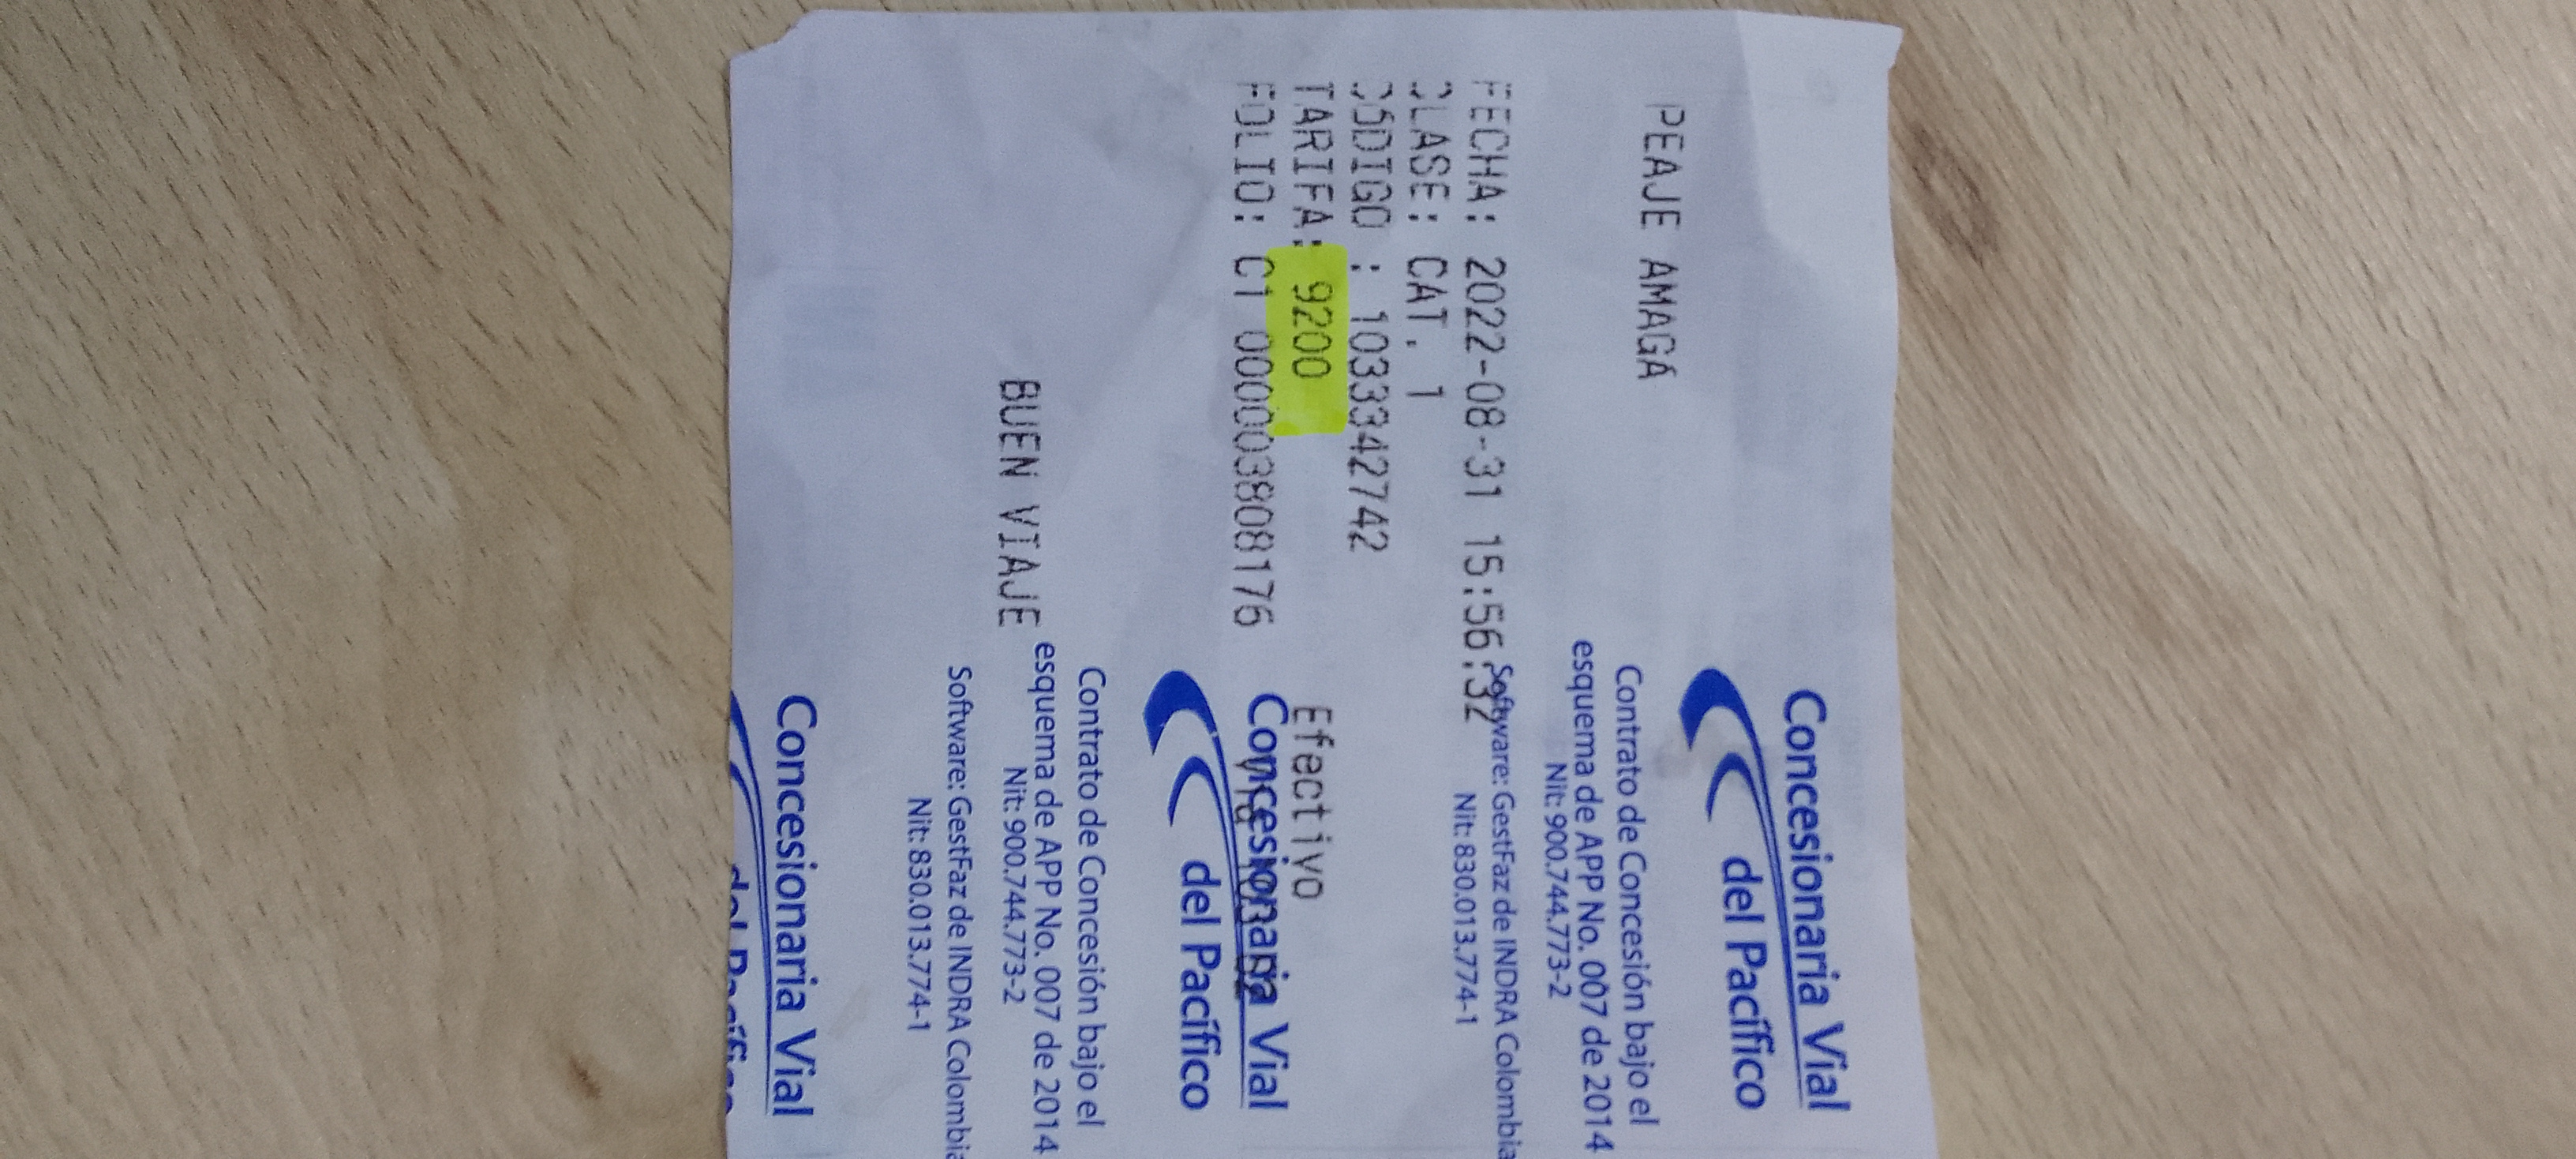 Concesionaria Vial
del Pacífico
PEAJE AMAGÁ
Contrato de Concesión bajo el
esquema de APP No. 007 de 2014
Nit: 900.744.773-2
Software: GestFaz de INDRA Colombia
Nit: 830.013.774-1
FECHA: 2022-08-31 15:56:32
CLASE: CAT. 1
CÓDIGO : 1033342742
TARIFA: 9200 Efectivo
FOLIO: C1 000003808176
Concesionaria Vial
del Pacífico
Contrato de Concesión bajo el
esquema de APP No. 007 de 2014
BUEN VIAJE
Nit: 900.744.773-2
Software: GestFaz de INDRA Colombia
Nit: 830.013.774-1
Concesionaria Vial
del Pacífico